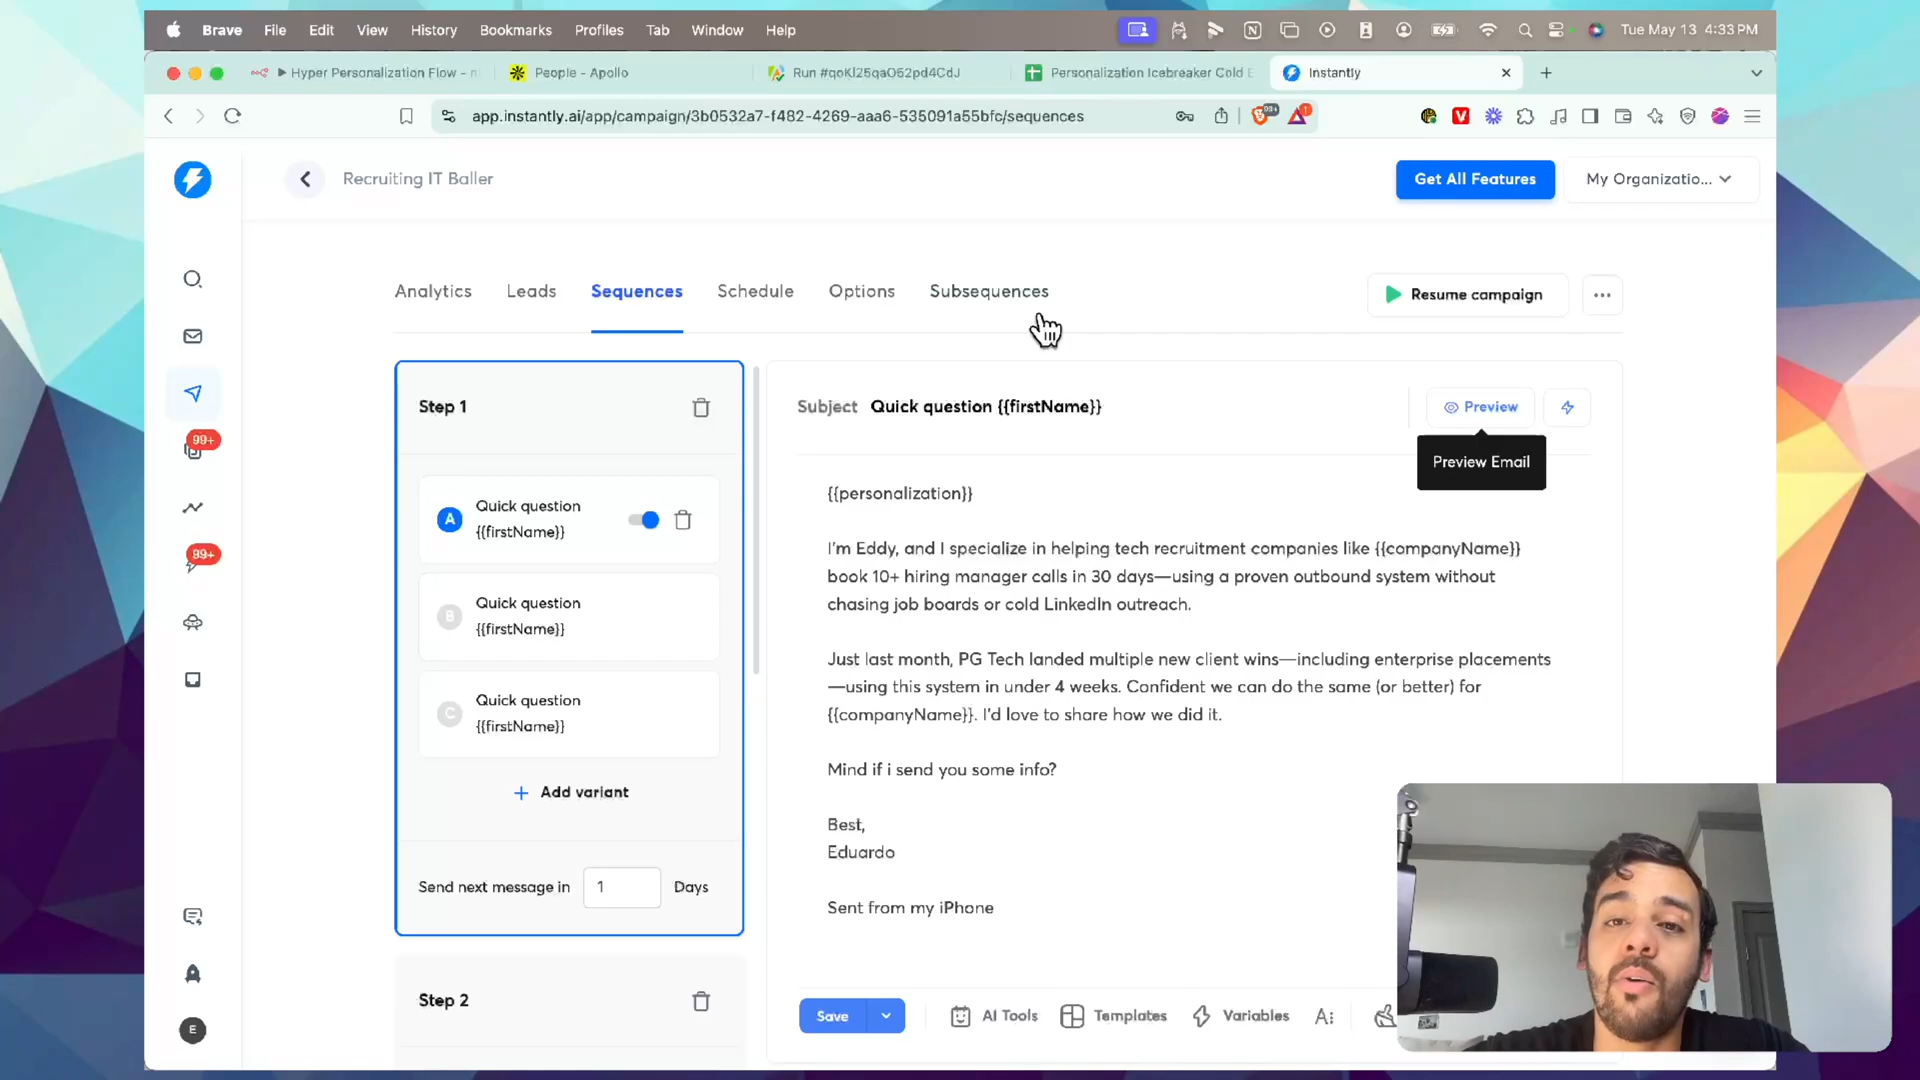 Brave File Edit View History Bookmarks Profiles Tab Window Help
Tue May 13 4:33 PM
Hyper Personalization Flow - n
People - Apollo
Personalization Icebreaker Cold E
Instantly
app.instantly.ai/app/campaign/3b0532a7-f482-4269-aaa6-535091a55bfc/sequences
99+
1
Recruiting IT Baller
Get All Features
My Organizatio...
Analytics
Leads
Sequences
Schedule
Options
Subsequences
Resume campaign
99+
99+
E
Step 1
A
Quick question
{{firstName}}
B
Quick question
{{firstName}}
C
Quick question
{{firstName}}
Add variant
Send next message in 1 Days
Step 2
Subject Quick question {{firstName}}
Preview
Preview Email
{{personalization}}
I'm Eddy, and I specialize in helping tech recruitment companies like {{companyName}}
book 10+ hiring manager calls in 30 days—using a proven outbound system without
chasing job boards or cold LinkedIn outreach.
Just last month, PG Tech landed multiple new client wins—including enterprise placements
—using this system in under 4 weeks. Confident we can do the same (or better) for
{{companyName}}. I'd love to share how we did it.
Mind if i send you some info?
Best,
Eduardo
Sent from my iPhone
Save
AI Tools
Templates
Variables